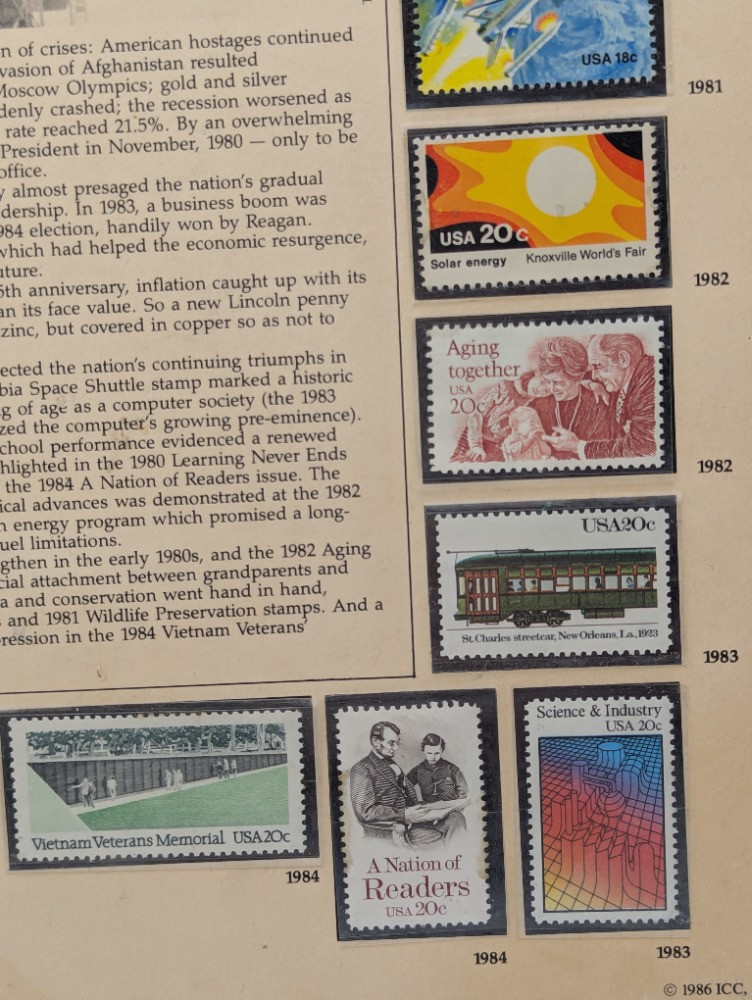 n of crises: American hostages continued
vasion of Afghanistan resulted
Moscow Olympics; gold and silver
denly crashed; the recession worsened as
rate reached 21.5%. By an overwhelming
President in November, 1980 — only to be
office.
y almost presaged the nation's gradual
dership. In 1983, a business boom was
984 election, handily won by Reagan.
which had helped the economic resurgence,
uture.
5th anniversary, inflation caught up with its
an its face value. So a new Lincoln penny
zinc, but covered in copper so as not to
ected the nation's continuing triumphs in
bia Space Shuttle stamp marked a historic
g of age as a computer society (the 1983
zed the computer's growing pre-eminence).
chool performance evidenced a renewed
hlighted in the 1980 Learning Never Ends
the 1984 A Nation of Readers issue. The
ical advances was demonstrated at the 1982
n energy program which promised a long-
uel limitations.
gthen in the early 1980s, and the 1982 Aging
cial attachment between grandparents and
a and conservation went hand in hand,
s and 1981 Wildlife Preservation stamps. And a
pression in the 1984 Vietnam Veterans'
USA 18c
1981
USA 20c
Solar energy Knoxville World's Fair
1982
Aging
together
USA
20c
1982
USA20c
St. Charles streetcar, New Orleans, La., 1923
1983
Vietnam Veterans Memorial USA 20c
1984
A Nation of
Readers
USA 20c
1984
Science & Industry
USA 20c
1983
© 1986 ICC,